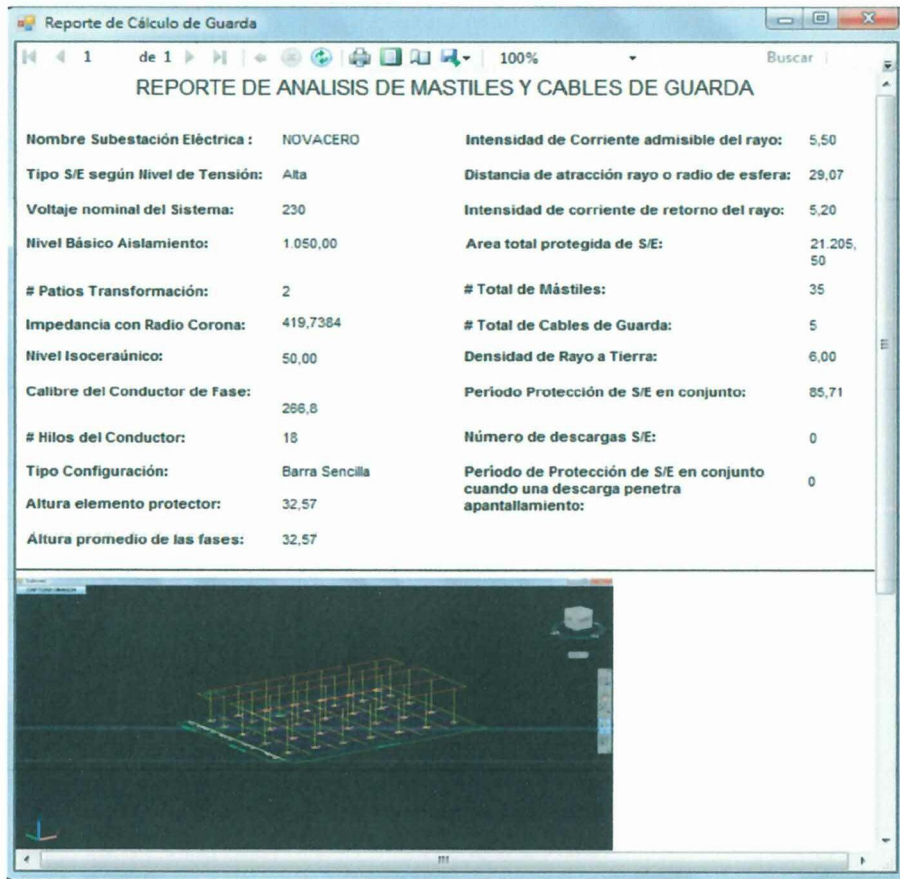 Reporte de Cálculo de Guarda
1 de 1 100% Buscar
REPORTE DE ANALISIS DE MASTILES Y CABLES DE GUARDA
Nombre Subestación Eléctrica : NOVACERO
Intensidad de Corriente admisible del rayo: 5,50
Tipo S/E según Nivel de Tensión: Alta
Distancia de atracción rayo o radio de esfera: 29,07
Voltaje nominal del Sistema: 230
Intensidad de corriente de retorno del rayo: 5,20
Nivel Básico Aislamiento: 1.050,00
Area total protegida de S/E: 21.205,
50
# Patios Transformación: 2
# Total de Mástiles: 35
Impedancia con Radio Corona: 419,7384
# Total de Cables de Guarda: 5
Nivel Isoceraúnico: 50,00
Densidad de Rayo a Tierra: 6,00
Calibre del Conductor de Fase:
266,8
Período Protección de S/E en conjunto: 85,71
# Hilos del Conductor: 18
Número de descargas S/E: 0
Tipo Configuración: Barra Sencilla
Período de Protección de S/E en conjunto
cuando una descarga penetra
apantallamiento: 0
Altura elemento protector: 32,57
Áltura promedio de las fases: 32,57